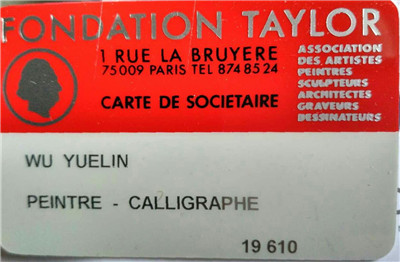 FONDATION TAYLOR
1 RUE LA BRUYERE
75009 PARIS TEL 874 85 24
CARTE DE SOCIETAIRE
ASSOCIATION
DES ARTISTES
PEINTRES
SCULPTEURS
ARCHITECTES
GRAVEURS
DESSINATEURS
WU YUELIN
PEINTRE - CALLIGRAPHE
19 610